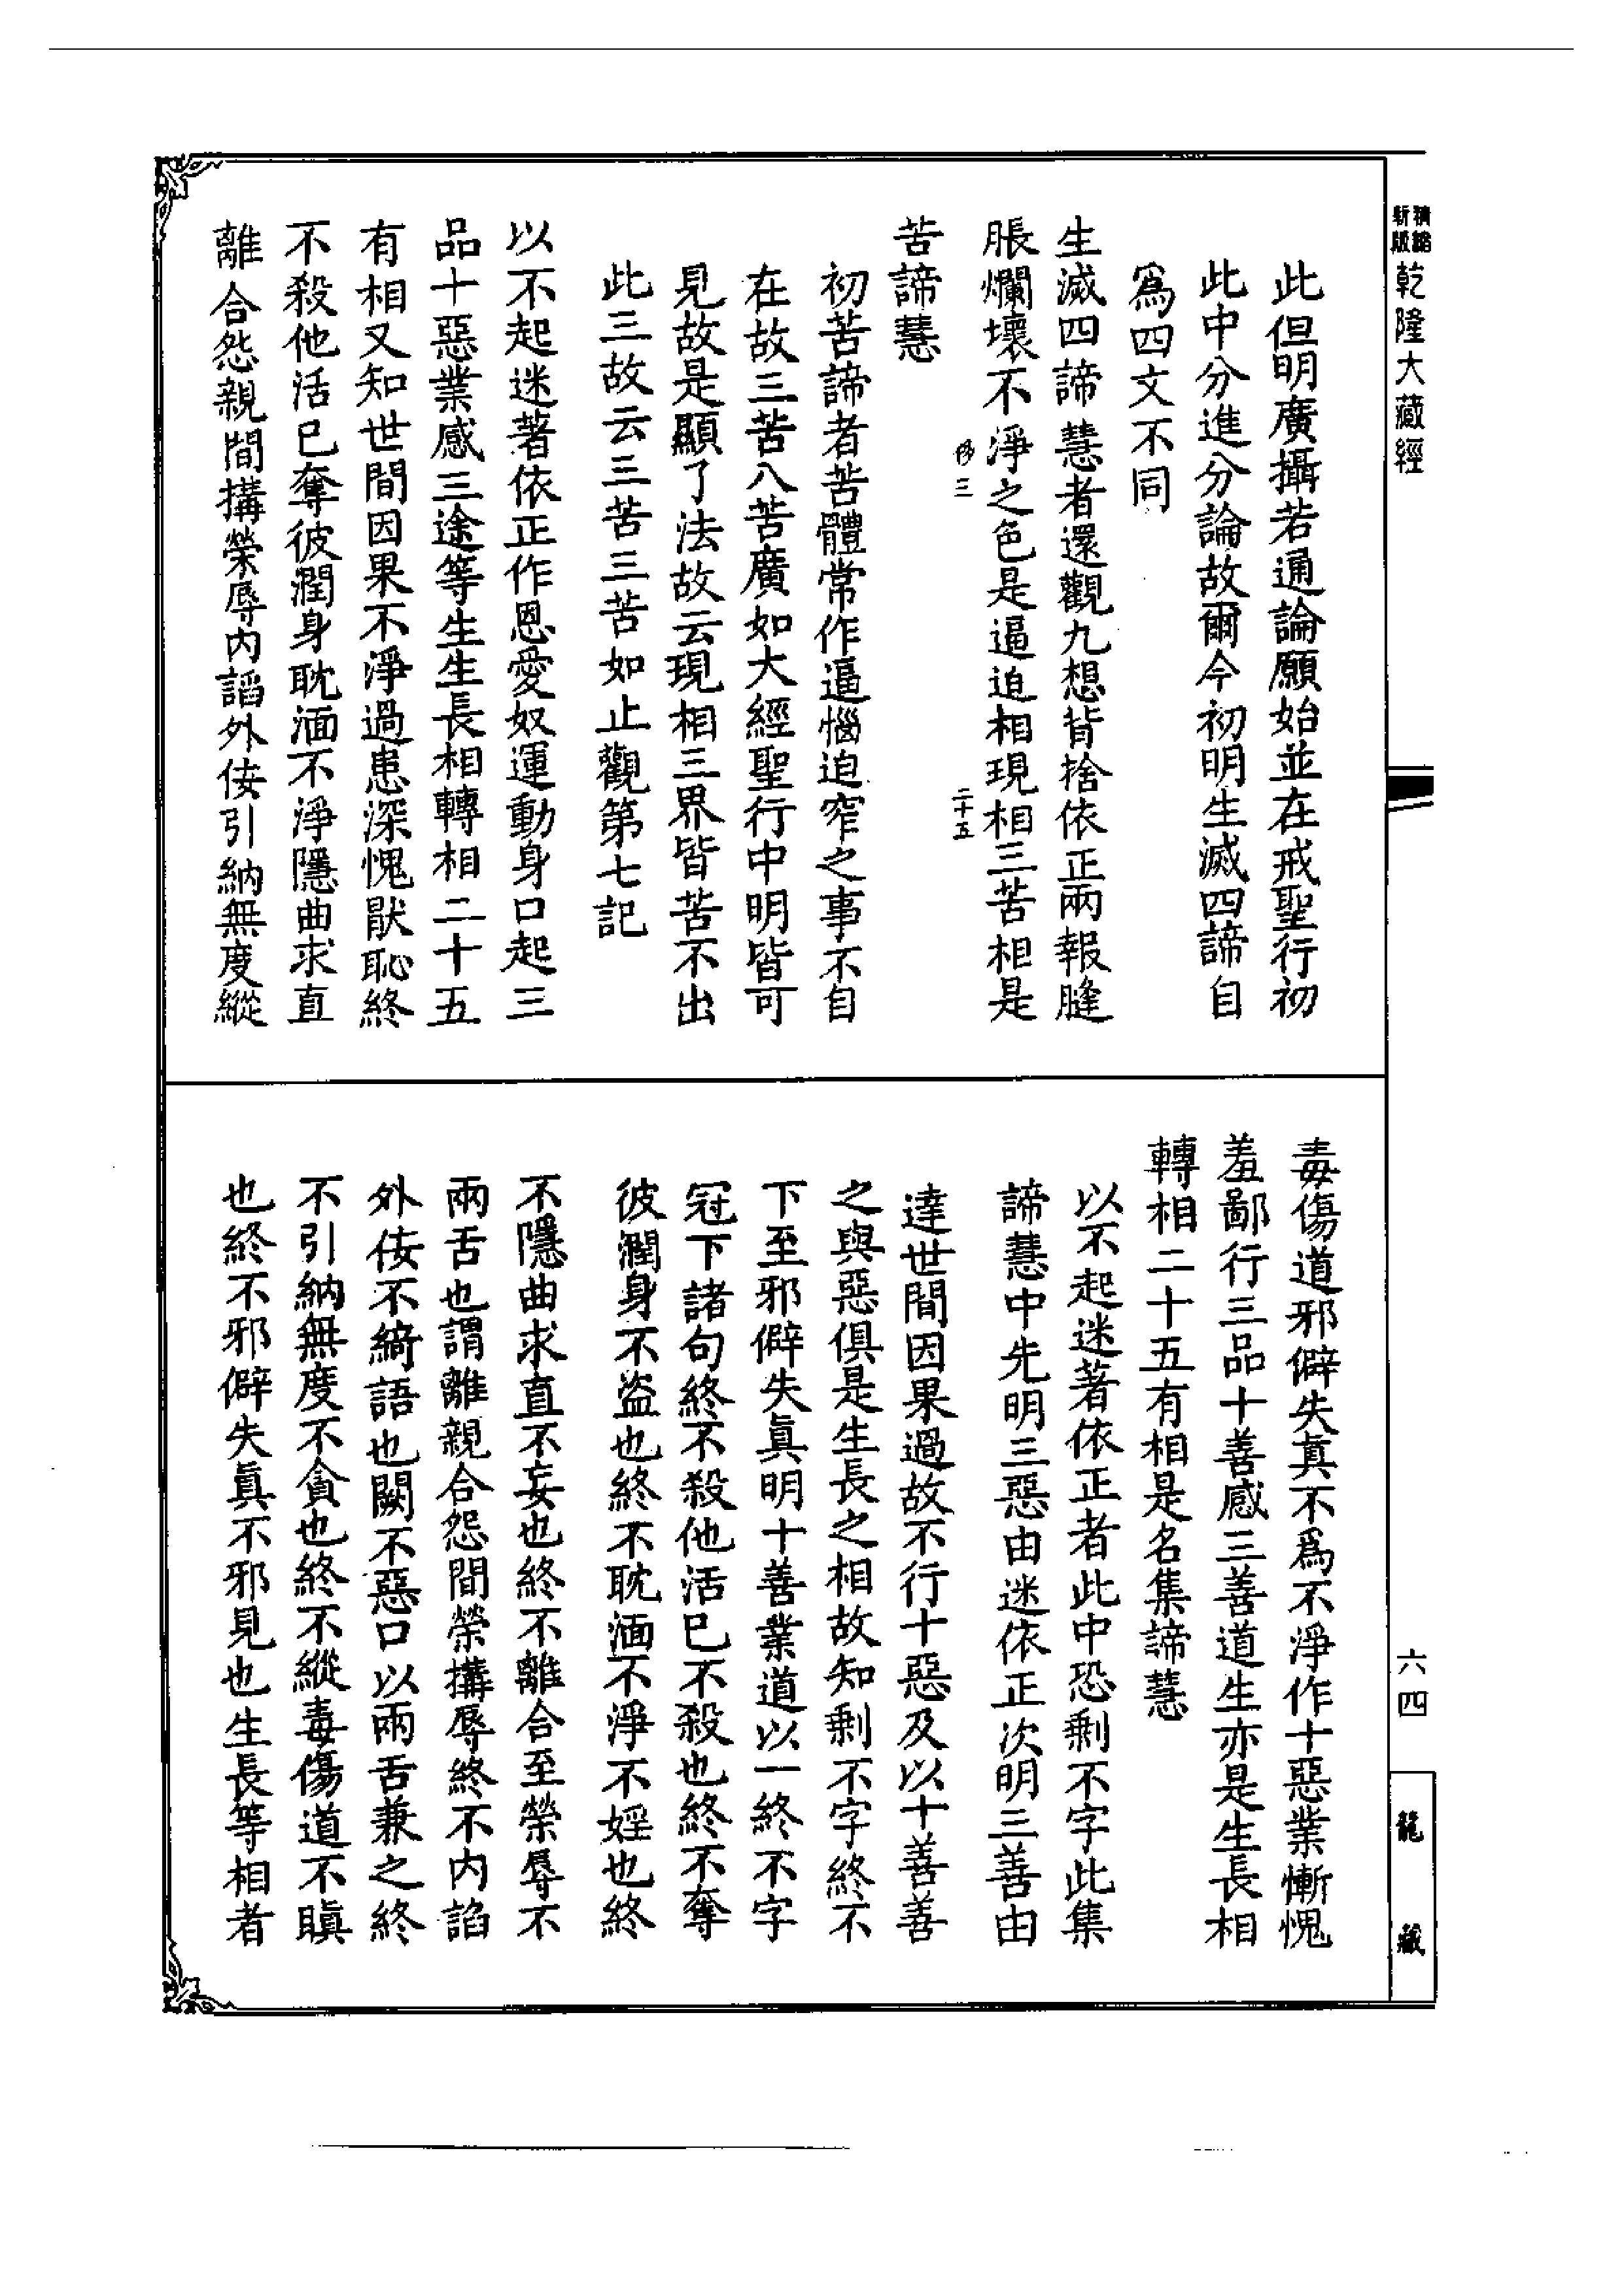 精縮新版乾隆大藏經
此但明廣攝若通論願始並在戒聖行初
此中分進分論故爾今初明生滅四諦自
爲四文不同
生滅四諦慧者還觀九想皆捨依正兩報膖
脹爛壞不淨之色是逼迫相現相三苦相是
二十五
苦諦慧
初苦諦者苦體常作逼惱迫窄之事不自
在故三苦八苦廣如大經聖行中明皆可
見故是顯了法故云現相三界皆苦不出
此三故云三苦三苦如止觀第七記
以不起迷著依正作恩愛奴運動身口起三
品十惡業感三途等生生長相轉相二十五
有相又知世間因果不淨過患深愧猒恥終
不殺他活已奪彼潤身耽湎不淨隱曲求直
離合怨親間搆榮辱內謟外侫引納無度縱
毒傷道邪僻失真不爲不淨作十惡業慚愧
羞鄙行三品十善感三善道生亦是生長相
轉相二十五有相是名集諦慧
以不起迷著依正者此中恐剩不字此集
諦慧中先明三惡由迷依正次明三善由
達世間因果過故不行十惡及以十善善
之與惡俱是生長之相故知剩不字終不
下至邪僻失眞明十善業道以一終不字
冠下諸句終不殺他活已不殺也終不奪
彼潤身不盜也終不耽湎不淨不婬也終
不隱曲求直不妄也終不離合至榮辱不
兩舌也謂離親合怨間榮搆辱終不內諂
外侫不綺語也闕不惡口以兩舌兼之終
不引納無度不貪也終不縱毒傷道不瞋
也終不邪僻失眞不邪見也生長等相者
六四
龍藏